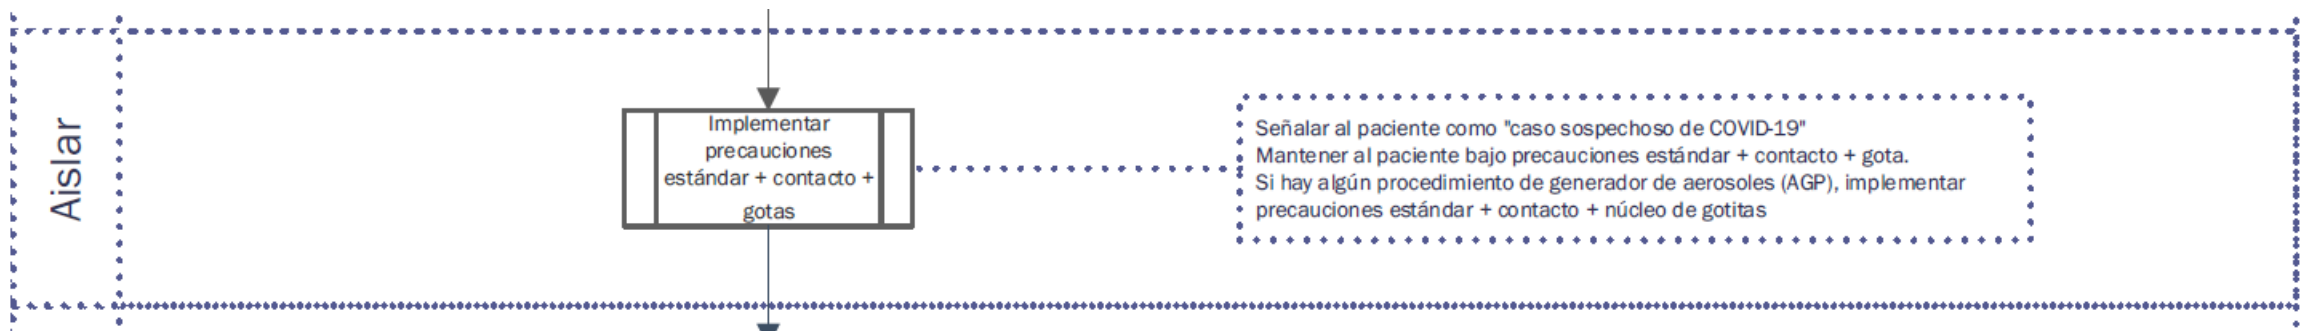 Aislar
Implementar
precauciones
estándar + contacto +
gotas
Señalar al paciente como "caso sospechoso de COVID-19"
Mantener al paciente bajo precauciones estándar + contacto + gota.
Si hay algún procedimiento de generador de aerosoles (AGP), implementar
precauciones estándar + contacto + núcleo de gotitas